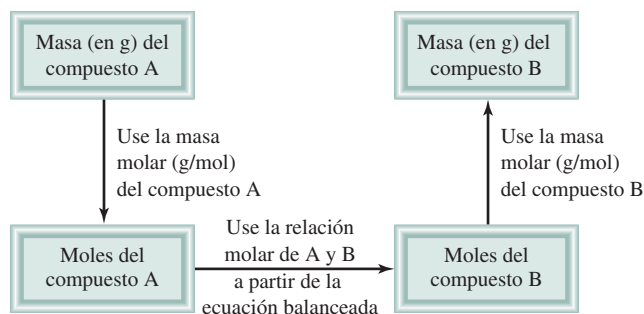 Masa (en g) del
compuesto A
Masa (en g) del
compuesto B
Use la masa
molar (g/mol)
del compuesto A
Use la masa
molar (g/mol)
del compuesto B
Moles del
compuesto A
Use la relación
molar de A y B
a partir de la
ecuación balanceada
Moles del
compuesto B